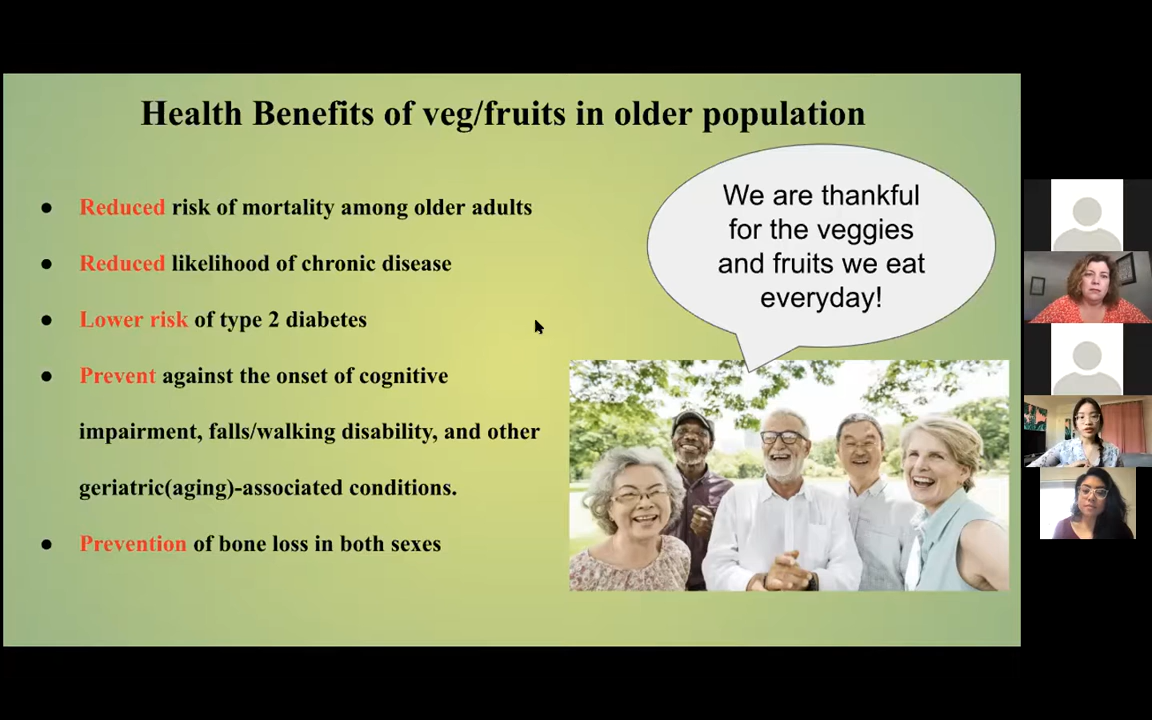 Health Benefits of veg/fruits in older population
● Reduced risk of mortality among older adults
● Reduced likelihood of chronic disease
● Lower risk of type 2 diabetes
● Prevent against the onset of cognitive
impairment, falls/walking disability, and other
geriatric(aging)-associated conditions.
● Prevention of bone loss in both sexes
We are thankful
for the veggies
and fruits we eat
everyday!